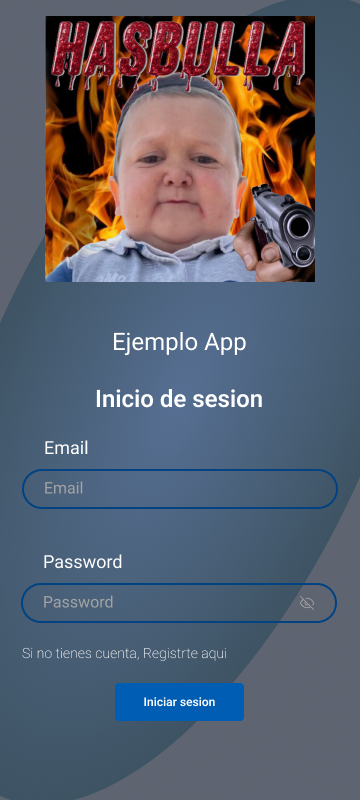 HASBULLA
Ejemplo App
Inicio de sesion
Email
Email
Password
Password
Si no tienes cuenta, Registrte aqui
Iniciar sesion